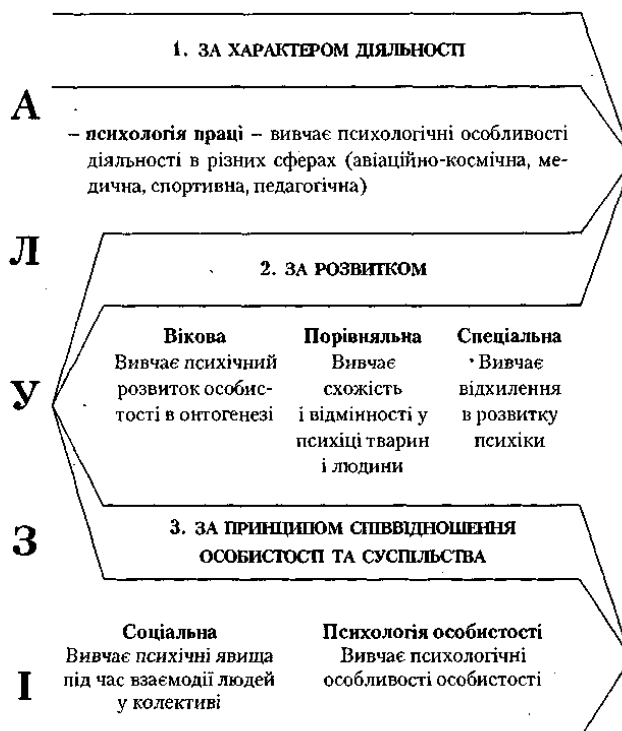 1. ЗА ХАРАКТЕРОМ ДІЯЛЬНОСТІ
А
– психологія праці – вивчає психологічні особливості
діяльності в різних сферах (авіаційно-космічна, ме-
дична, спортивна, педагогічна)
Л
2. ЗА РОЗВИТКОМ
У
Вікова
Вивчає психічний
розвиток особис-
тості в онтогенезі
Порівняльна
Вивчає
схожість
і відмінності у
психіці тварин
і людини
Спеціальна
Вивчає
відхилення
в розвитку
психіки
З
3. ЗА ПРИНЦИПОМ СПІВВІДНОШЕННЯ
ОСОБИСТОСТІ ТА СУСПІЛЬСТВА
І
Соціальна
Вивчає психічні явища
під час взаємодії людей
у колективі
Психологія особистості
Вивчає психологічні
особливості особистості